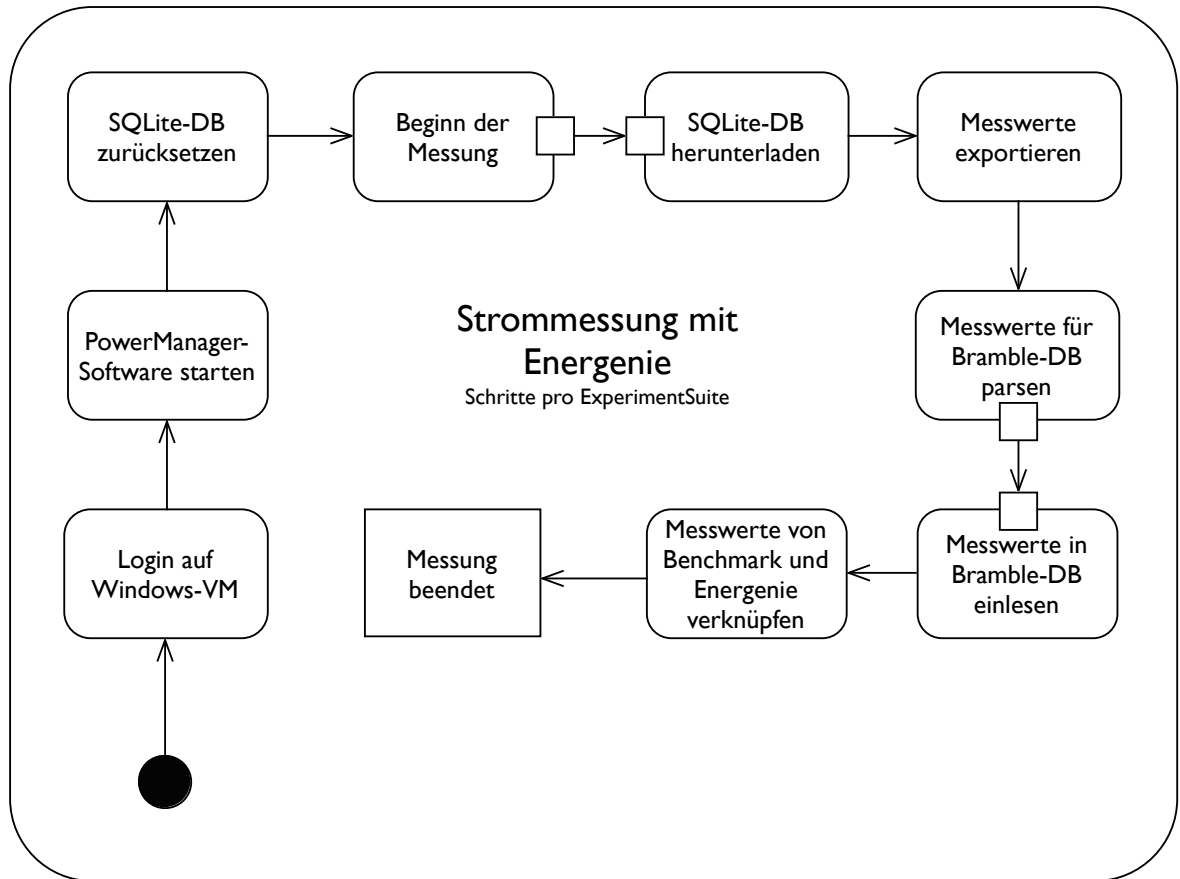 SQLite-DB
zurücksetzen
Beginn der
Messung
SQLite-DB
herunterladen
Messwerte
exportieren
PowerManager-
Software starten
Strommessung mit
Energenie
Schritte pro ExperimentSuite
Messwerte für
Bramble-DB
parsen
Login auf
Windows-VM
Messung
beendet
Messwerte von
Benchmark und
Energenie
verknüpfen
Messwerte in
Bramble-DB
einlesen